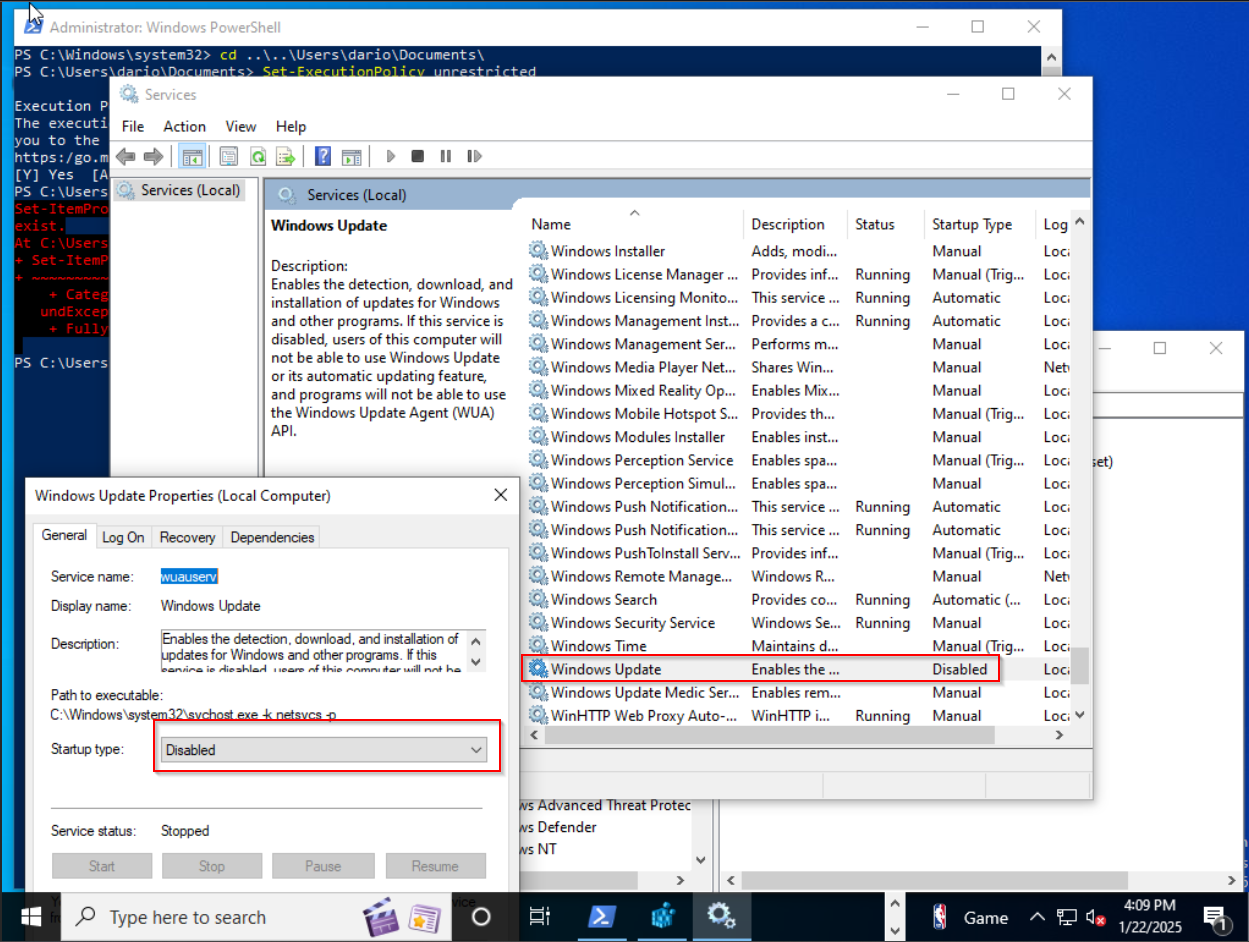 Administrator: Windows PowerShell
PS C:\Windows\system32> cd ..\..\Users\dario\Documents\
PS C:\Users\dario\Documents> Set-ExecutionPolicy unrestricted
Execution P
The executi
you to the
https:/go.m
[Y] Yes [A
PS C:\Users
Set-ItemPro
exist.
At C:\Users
+ Set-ItemP
+ ~~~~~~~~~
+ Categ
undExcep
+ Fully
PS C:\Users
Services
File Action View Help
Services (Local)
Services (Local)
Windows Update
Description:
Enables the detection, download, and
installation of updates for Windows
and other programs. If this service is
disabled, users of this computer will
not be able to use Windows Update
or its automatic updating feature,
and programs will not be able to use
the Windows Update Agent (WUA)
API.
Name Description Status Startup Type Log
Windows Installer Adds, modi... Manual Loca
Windows License Manager ... Provides inf... Running Manual (Trig... Loca
Windows Licensing Monito... This service ... Running Automatic Loca
Windows Management Inst... Provides a c... Running Automatic Loca
Windows Management Ser... Performs m... Manual Loca
Windows Media Player Net... Shares Win... Manual Net
Windows Mixed Reality Op... Enables Mix... Manual Loca
Windows Mobile Hotspot S... Provides th... Manual (Trig... Loca
Windows Modules Installer Enables inst... Manual Loca
Windows Perception Service Enables spa... Manual (Trig... Loca
Windows Perception Simul... Enables spa... Manual Loca
Windows Push Notification... This service ... Running Automatic Loca
Windows Push Notification... This service ... Running Automatic Loca
Windows PushToInstall Serv... Provides inf... Manual (Trig... Loca
Windows Remote Manage... Windows R... Manual Net
Windows Search Provides co... Running Automatic (... Loca
Windows Security Service Windows Se... Running Manual Loca
Windows Time Maintains d... Manual (Trig... Loca
Windows Update Enables the ... Disabled Loca
Windows Update Medic Ser... Enables rem... Manual Loca
WinHTTP Web Proxy Auto-... WinHTTP i... Running Manual Loca
set)
Windows Update Properties (Local Computer)
General Log On Recovery Dependencies
Service name: wuauserv
Display name: Windows Update
Description: Enables the detection, download, and installation of
updates for Windows and other programs. If this
service is disabled, users of this computer will not be
Path to executable:
C:\Windows\system32\svchost.exe -k netsvcs -p
Startup type: Disabled
Service status: Stopped
Start Stop Pause Resume
ws Advanced Threat Protec
ws Defender
ws NT
Type here to search
Game
4:09 PM
1/22/2025
1